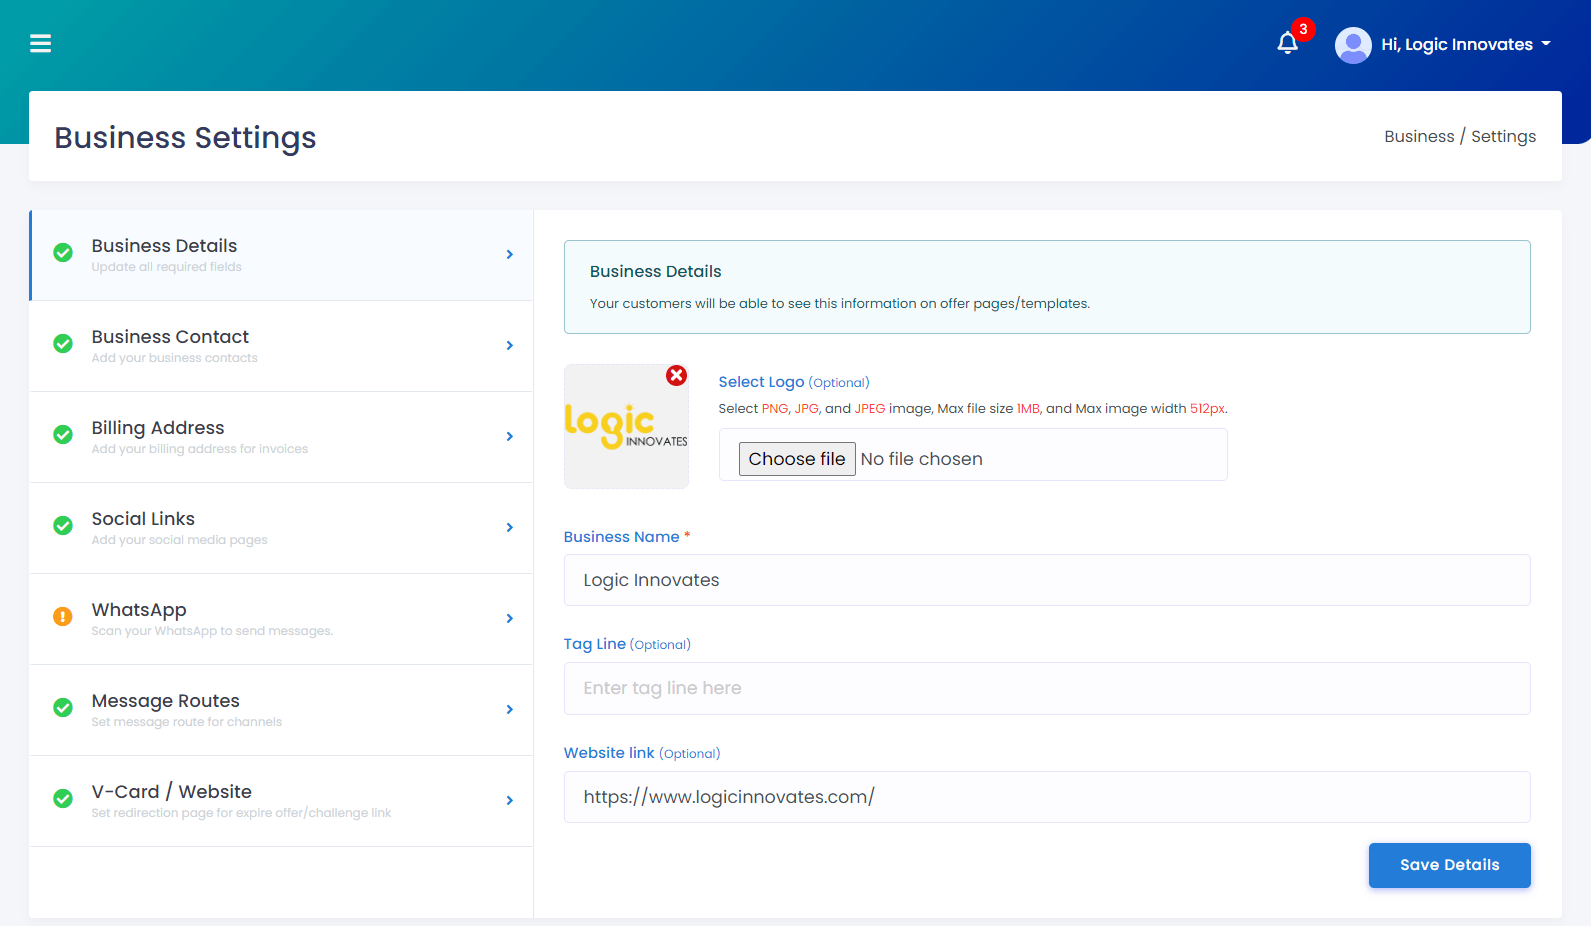 3
Hi, Logic Innovates
Business Settings
Business / Settings
Business Details
Update all required fields
Business Contact
Add your business contacts
Billing Address
Add your billing address for invoices
Social Links
Add your social media pages
WhatsApp
Scan your WhatsApp to send messages.
Message Routes
Set message route for channels
V-Card / Website
Set redirection page for expire offer/challenge link
Business Details
Your customers will be able to see this information on offer pages/templates.
logic
INNOVATES
Select Logo (Optional)
Select PNG, JPG, and JPEG image, Max file size 1MB, and Max image width 512px.
Choose file No file chosen
Business Name *
Logic Innovates
Tag Line (Optional)
Enter tag line here
Website link (Optional)
https://www.logicinnovates.com/
Save Details